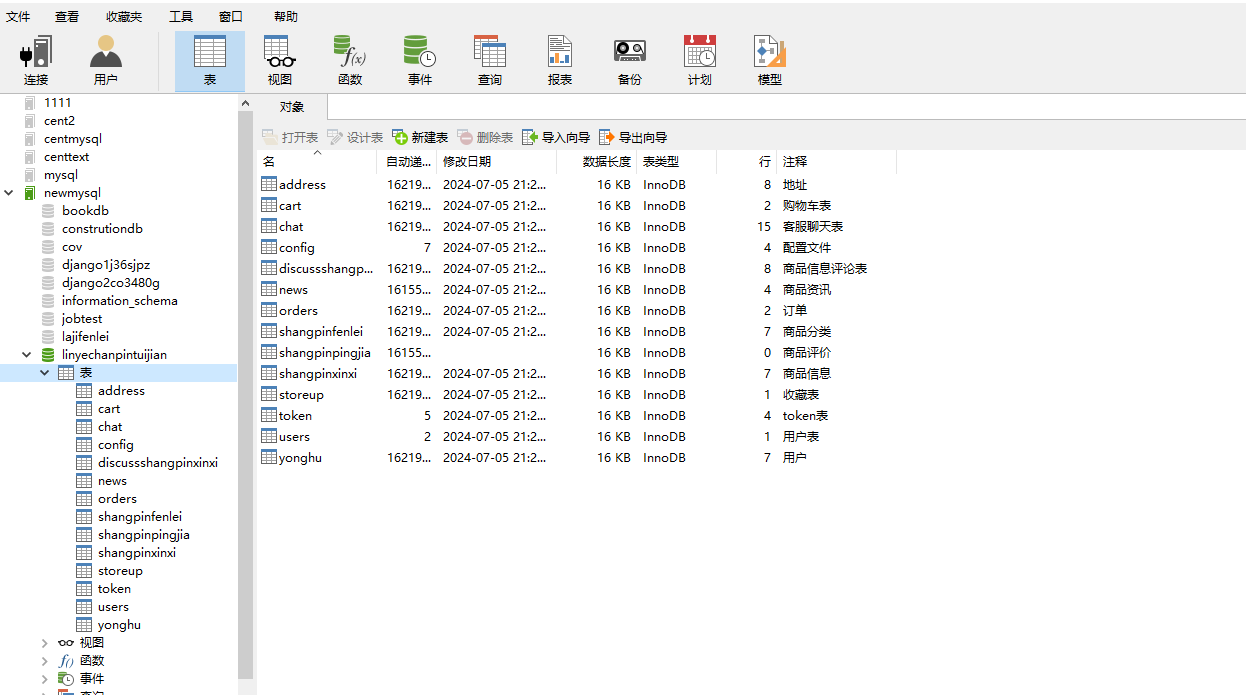 文件 查看 收藏夹 工具 窗口 帮助
连接 用户 表 视图 函数 事件 查询 报表 备份 计划 模型
1111
cent2
centmysql
centtext
mysql
newmysql
bookdb
construtiondb
cov
django1j36sjpz
django2co3480g
information_schema
jobtest
lajifenlei
linyechanpintuijian
表
address
cart
chat
config
discussshangpinxinxi
news
orders
shangpinfenlei
shangpinpingjia
shangpinxinxi
storeup
token
users
yonghu
视图
函数
事件
查询
对象
打开表 设计表 新建表 删除表 导入向导 导出向导
名 自动递... 修改日期 数据长度 表类型 行 注释
address 16219... 2024-07-05 21:2... 16 KB InnoDB 8 地址
cart 16219... 2024-07-05 21:2... 16 KB InnoDB 2 购物车表
chat 16219... 2024-07-05 21:2... 16 KB InnoDB 15 客服聊天表
config 7 2024-07-05 21:2... 16 KB InnoDB 4 配置文件
discussshangp... 16219... 2024-07-05 21:2... 16 KB InnoDB 8 商品信息评论表
news 16155... 2024-07-05 21:2... 16 KB InnoDB 4 商品资讯
orders 16219... 2024-07-05 21:2... 16 KB InnoDB 2 订单
shangpinfenlei 16219... 2024-07-05 21:2... 16 KB InnoDB 7 商品分类
shangpinpingjia 16155... 16 KB InnoDB 0 商品评价
shangpinxinxi 16219... 2024-07-05 21:2... 16 KB InnoDB 7 商品信息
storeup 16219... 2024-07-05 21:2... 16 KB InnoDB 1 收藏表
token 5 2024-07-05 21:2... 16 KB InnoDB 4 token表
users 2 2024-07-05 21:2... 16 KB InnoDB 1 用户表
yonghu 16219... 2024-07-05 21:2... 16 KB InnoDB 7 用户